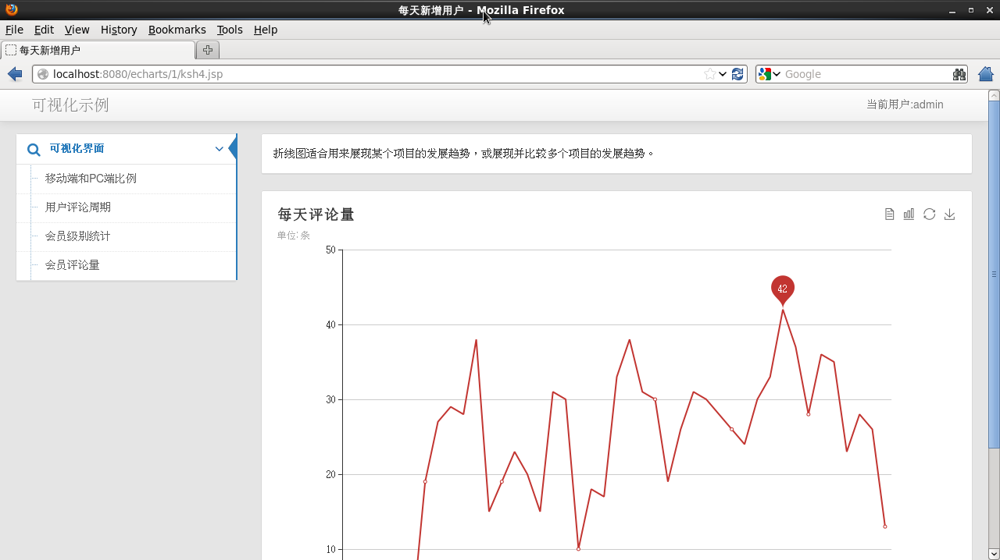 每天新增用户 - Mozilla Firefox
File Edit View History Bookmarks Tools Help
每天新增用户
localhost:8080/echarts/1/ksh4.jsp
Google
可视化示例
当前用户:admin
可视化界面
移动端和PC端比例
用户评论周期
会员级别统计
会员评论量
折线图适合用来展现某个项目的发展趋势，或展现并比较多个项目的发展趋势。
每天评论量
单位: 条
50
42
40
30
20
10